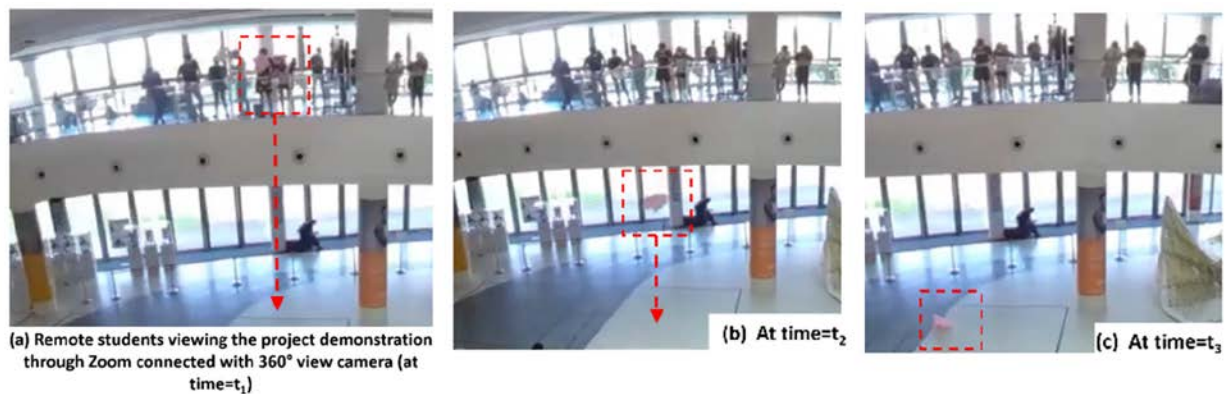 (a) Remote students viewing the project demonstration
through Zoom connected with 360° view camera (at
time=t₁)
(b) At time=t₂
(c) At time=t₃